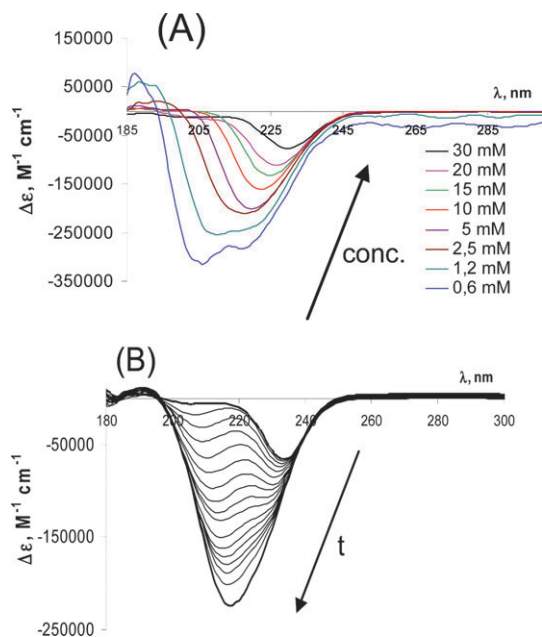 (A)
150000
50000
-50000
-150000
-250000
-350000
Δε, M⁻¹ cm⁻¹
λ, nm
185 205 225 245 265 285
30 mM
20 mM
15 mM
10 mM
5 mM
2,5 mM
1,2 mM
0,6 mM
conc.
(B)
λ, nm
180 200 220 240 260 280 300
-50000
-100000
-150000
-200000
-250000
Δε, M⁻¹ cm⁻¹
t